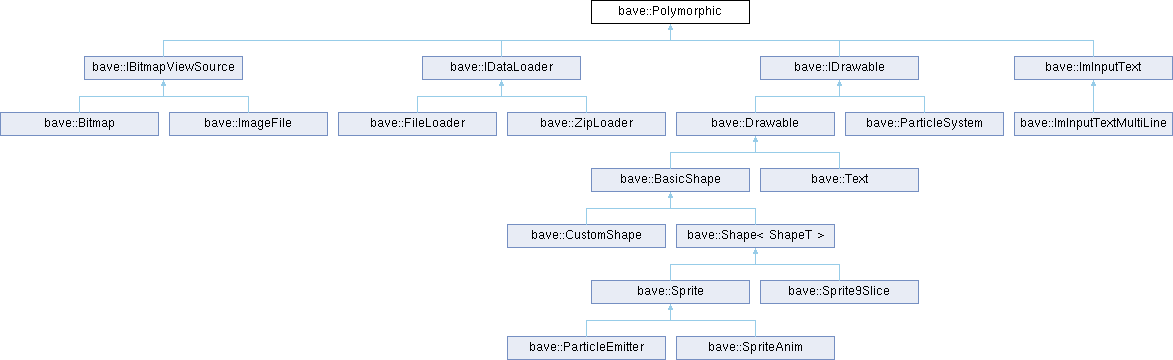 bave::Polymorphic
bave::IBitmapViewSource
bave::IDataLoader
bave::IDrawable
bave::ImInputText
bave::Bitmap
bave::ImageFile
bave::FileLoader
bave::ZipLoader
bave::Drawable
bave::ParticleSystem
bave::ImInputTextMultiLine
bave::BasicShape
bave::Text
bave::CustomShape
bave::Shape< ShapeT >
bave::Sprite
bave::Sprite9Slice
bave::ParticleEmitter
bave::SpriteAnim